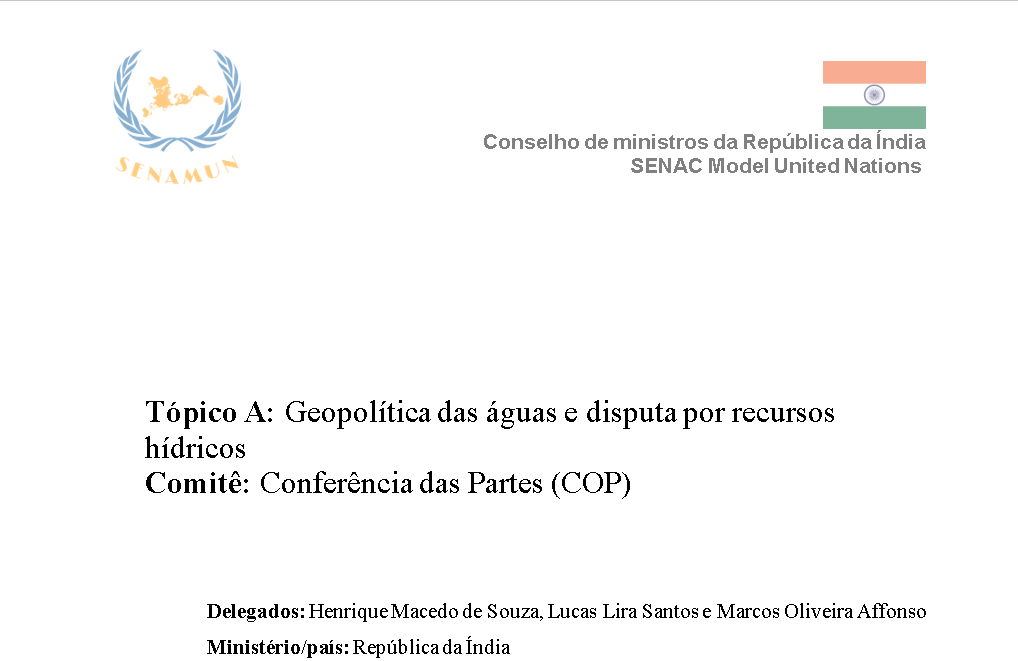 SENAMUN
Conselho de ministros da República da Índia
SENAC Model United Nations
Tópico A: Geopolítica das águas e disputa por recursos
hídricos
Comitê: Conferência das Partes (COP)
Delegados: Henrique Macedo de Souza, Lucas Lira Santos e Marcos Oliveira Affonso
Ministério/país: República da Índia